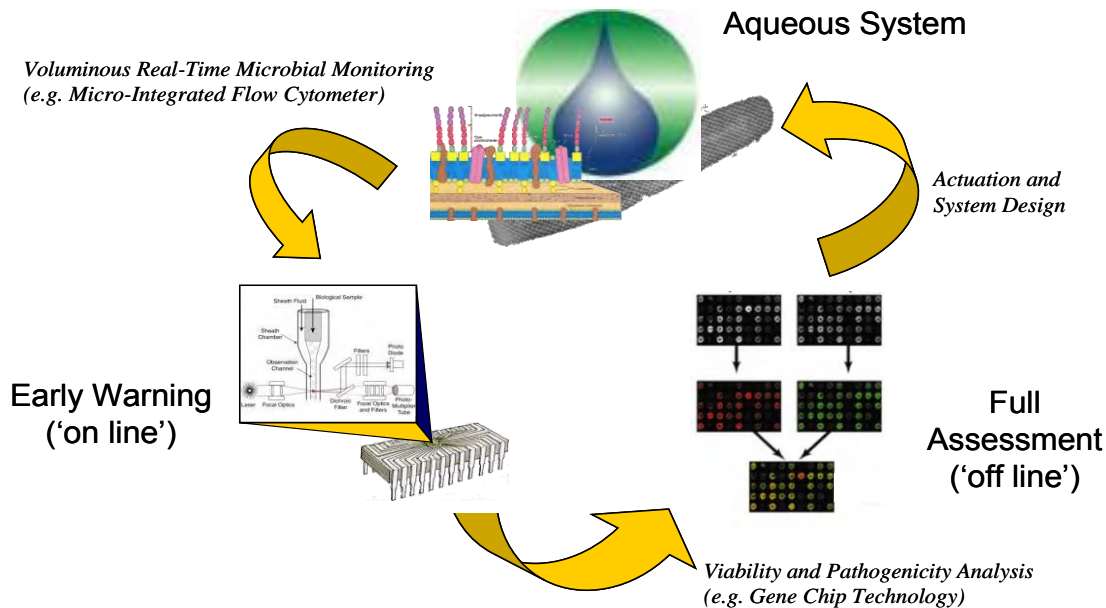 Aqueous System
Voluminous Real-Time Microbial Monitoring
(e.g. Micro-Integrated Flow Cytometer)
Actuation and
System Design
Early Warning
(‘on line’)
Sheath Fluid
Biological Sample
Sheath
Chamber
Observation
Channel
Filters
Photo
Diode
Laser
Focal Optics
Dichroic
Filter
Focal Optics
and Filters
Photo-
Multiplier
Tube
Full
Assessment
(‘off line’)
Viability and Pathogenicity Analysis
(e.g. Gene Chip Technology)